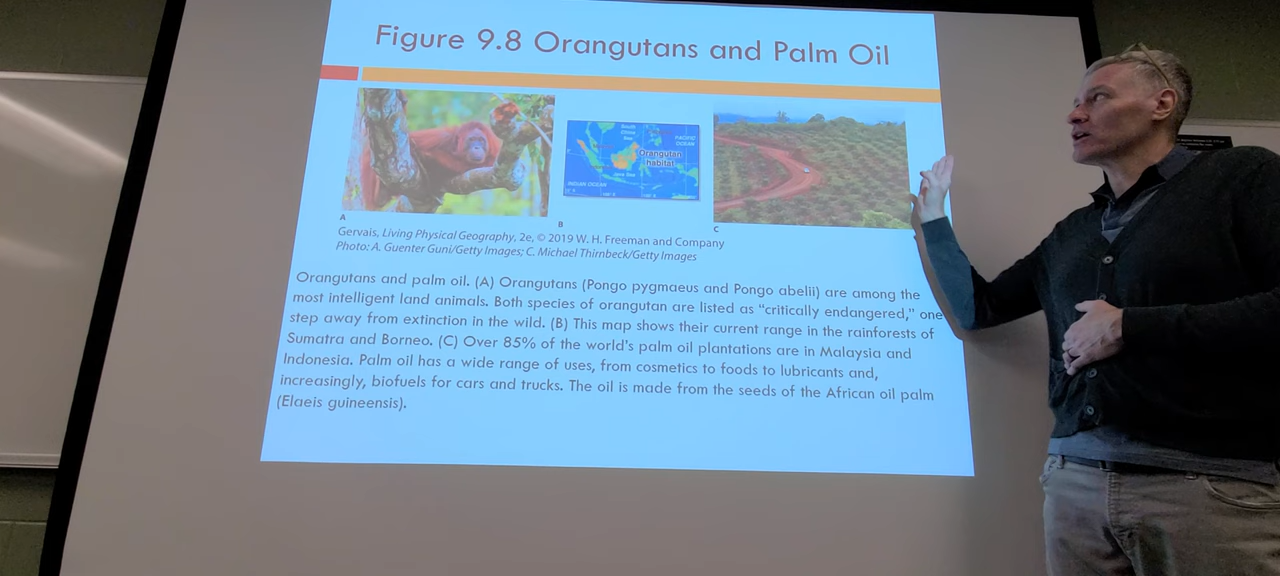 Figure 9.8 Orangutans and Palm Oil
PACIFIC
OCEAN
Orangutan
habitat
Java Sea
INDIAN OCEAN
A
B
C
Gervais, Living Physical Geography, 2e, © 2019 W. H. Freeman and Company
Photo: A. Guenter Guni/Getty Images; C. Michael Thirnbeck/Getty Images
Orangutans and palm oil. (A) Orangutans (Pongo pygmaeus and Pongo abelii) are among the
most intelligent land animals. Both species of orangutan are listed as “critically endangered,” one
step away from extinction in the wild. (B) This map shows their current range in the rainforests of
Sumatra and Borneo. (C) Over 85% of the world's palm oil plantations are in Malaysia and
Indonesia. Palm oil has a wide range of uses, from cosmetics to foods to lubricants and,
increasingly, biofuels for cars and trucks. The oil is made from the seeds of the African oil palm
(Elaeis guineensis).